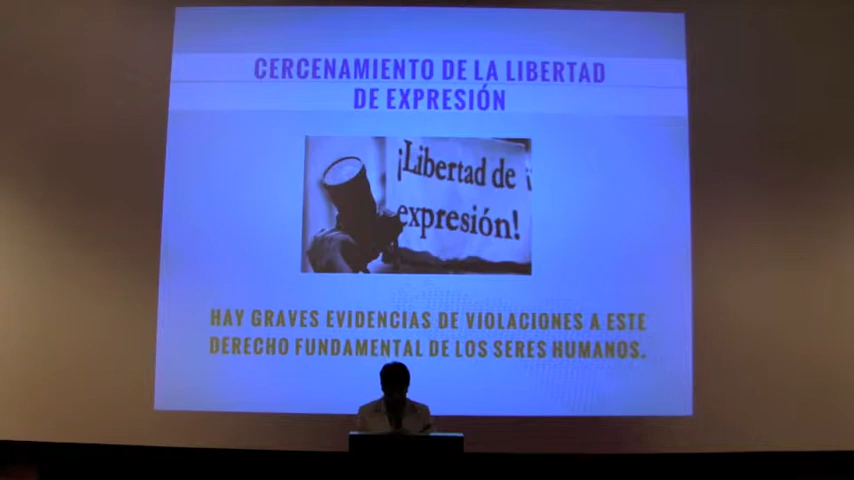 CERCENAMIENTO DE LA LIBERTAD
DE EXPRESIÓN
¡Libertad de ¡
expresión!
HAY GRAVES EVIDENCIAS DE VIOLACIONES A ESTE
DERECHO FUNDAMENTAL DE LOS SERES HUMANOS.